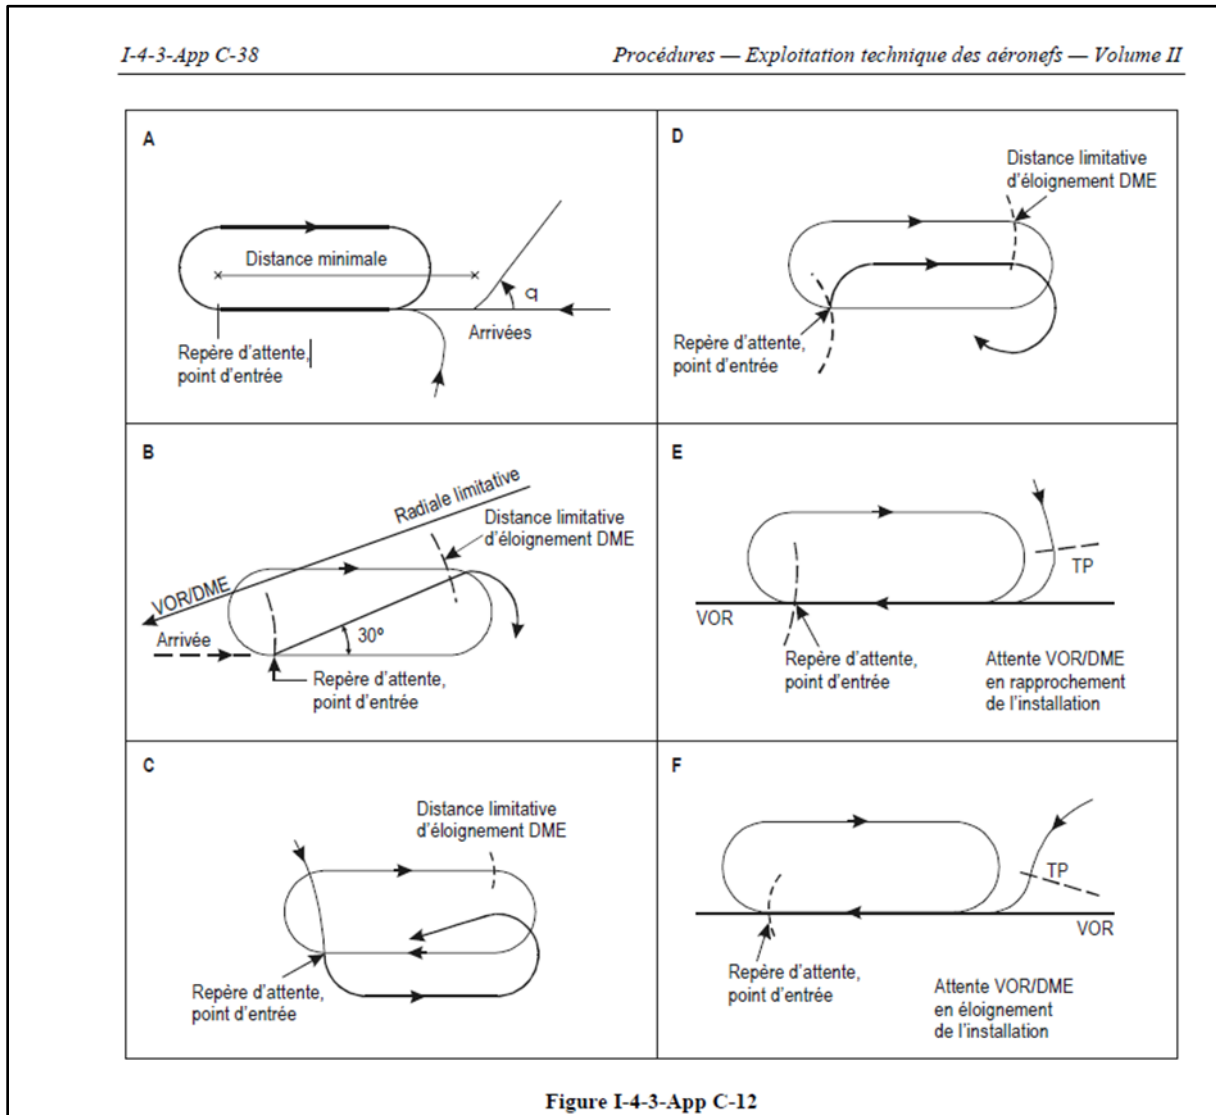 I-4-3-App C-38
Procédures — Exploitation technique des aéronefs — Volume II
A
Distance minimale
q
Arrivées
Repère d'attente,
point d'entrée
D
Distance limitative
d'éloignement DME
Repère d'attente,
point d'entrée
B
Radiale limitative
Distance limitative
d'éloignement DME
VOR/DME
Arrivée
30º
Repère d'attente,
point d'entrée
E
TP
VOR
Repère d'attente,
point d'entrée
Attente VOR/DME
en rapprochement
de l'installation
C
Distance limitative
d'éloignement DME
Repère d'attente,
point d'entrée
F
TP
VOR
Repère d'attente,
point d'entrée
Attente VOR/DME
en éloignement
de l'installation
Figure I-4-3-App C-12